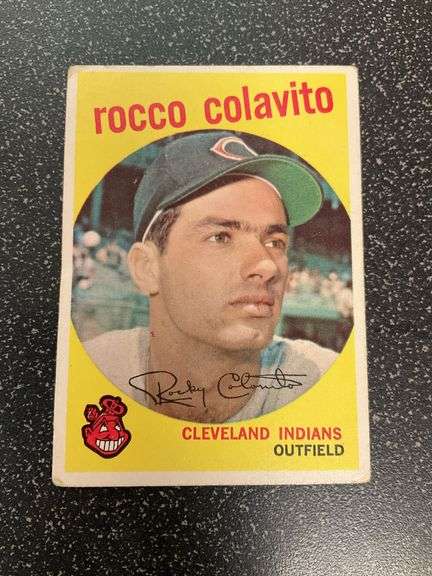 rocco colavito
Rocky Colavito
CLEVELAND INDIANS
OUTFIELD